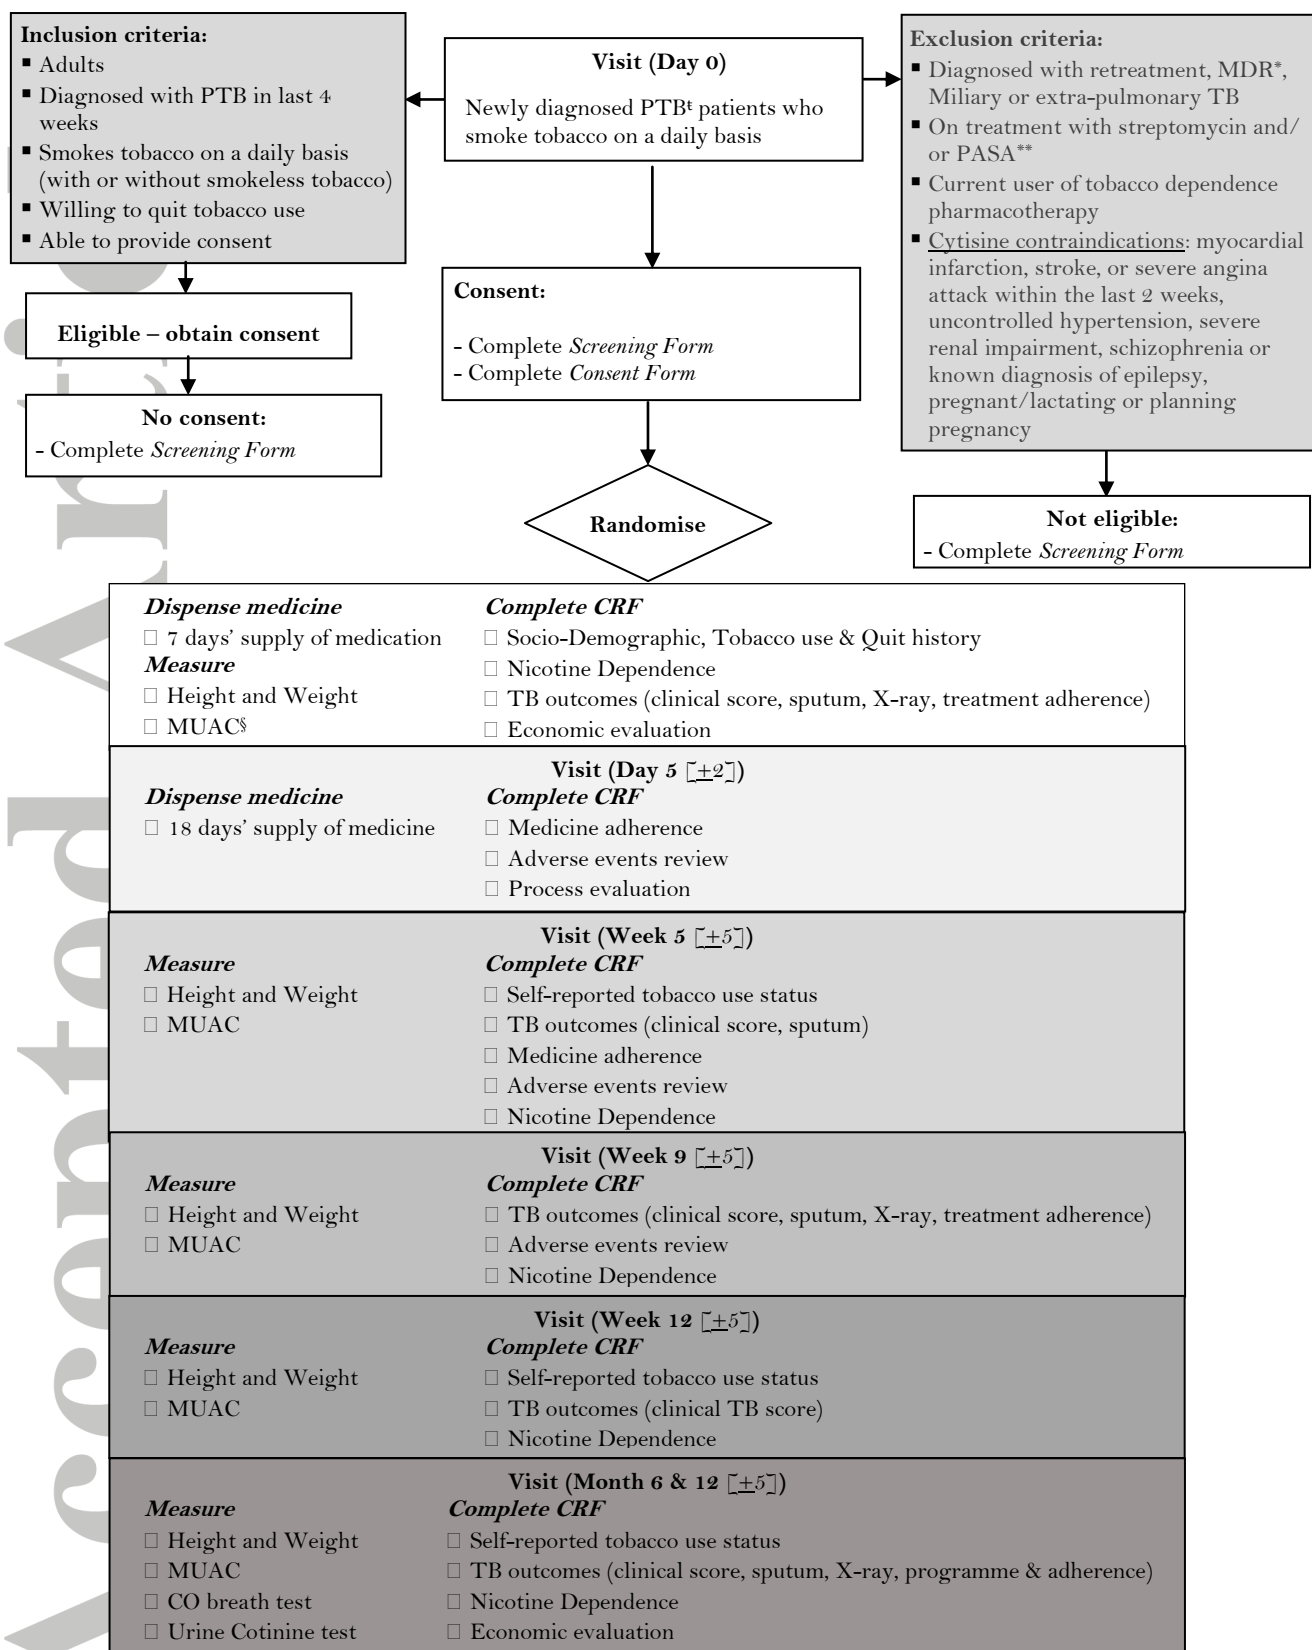 Inclusion criteria:
▪ Adults
▪ Diagnosed with PTB in last 4
weeks
▪ Smokes tobacco on a daily basis
(with or without smokeless tobacco)
▪ Willing to quit tobacco use
▪ Able to provide consent
Visit (Day 0)
Newly diagnosed PTBŧ patients who
smoke tobacco on a daily basis
Exclusion criteria:
▪ Diagnosed with retreatment, MDR*,
Miliary or extra-pulmonary TB
▪ On treatment with streptomycin and/
or PASA**
▪ Current user of tobacco dependence
pharmacotherapy
▪ Cytisine contraindications: myocardial
infarction, stroke, or severe angina
attack within the last 2 weeks,
uncontrolled hypertension, severe
renal impairment, schizophrenia or
known diagnosis of epilepsy,
pregnant/lactating or planning
pregnancy
Eligible – obtain consent
No consent:
- Complete Screening Form
Consent:
- Complete Screening Form
- Complete Consent Form
Not eligible:
- Complete Screening Form
Randomise
Dispense medicine
□ 7 days' supply of medication
Measure
□ Height and Weight
□ MUAC§
Complete CRF
□ Socio-Demographic, Tobacco use & Quit history
□ Nicotine Dependence
□ TB outcomes (clinical score, sputum, X-ray, treatment adherence)
□ Economic evaluation
Visit (Day 5 [+2])
Dispense medicine
□ 18 days' supply of medicine
Complete CRF
□ Medicine adherence
□ Adverse events review
□ Process evaluation
Visit (Week 5 [+5])
Measure
□ Height and Weight
□ MUAC
Complete CRF
□ Self-reported tobacco use status
□ TB outcomes (clinical score, sputum)
□ Medicine adherence
□ Adverse events review
□ Nicotine Dependence
Visit (Week 9 [+5])
Measure
□ Height and Weight
□ MUAC
Complete CRF
□ TB outcomes (clinical score, sputum, X-ray, treatment adherence)
□ Adverse events review
□ Nicotine Dependence
Visit (Week 12 [+5])
Measure
□ Height and Weight
□ MUAC
Complete CRF
□ Self-reported tobacco use status
□ TB outcomes (clinical TB score)
□ Nicotine Dependence
Visit (Month 6 & 12 [+5])
Measure
□ Height and Weight
□ MUAC
□ CO breath test
□ Urine Cotinine test
Complete CRF
□ Self-reported tobacco use status
□ TB outcomes (clinical score, sputum, X-ray, programme & adherence)
□ Nicotine Dependence
□ Economic evaluation